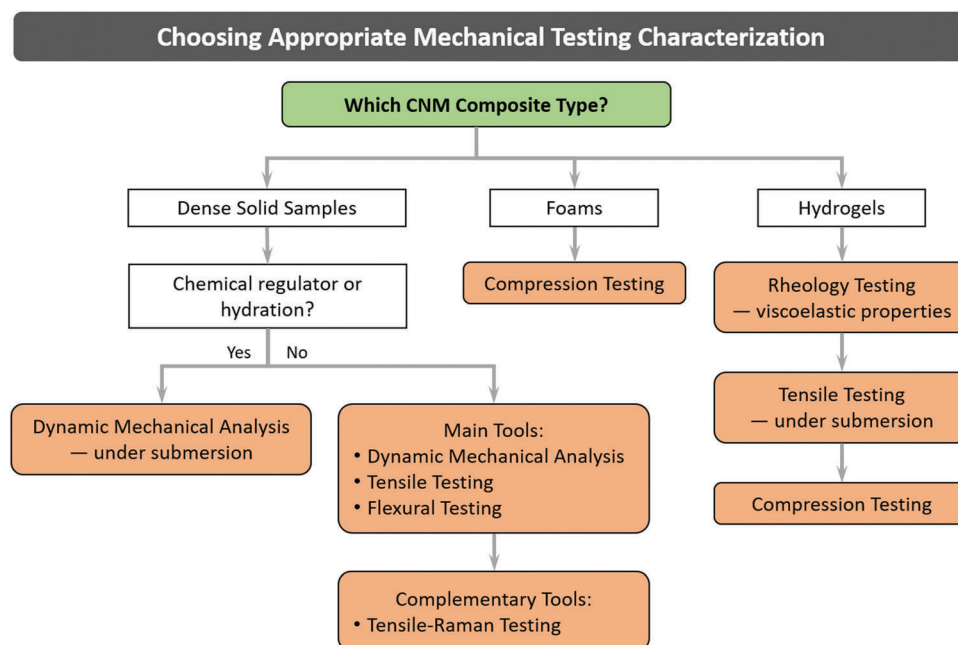 Choosing Appropriate Mechanical Testing Characterization
Which CNM Composite Type?
Dense Solid Samples
Foams
Hydrogels
Chemical regulator or
hydration?
Compression Testing
Rheology Testing
— viscoelastic properties
Yes
No
Dynamic Mechanical Analysis
— under submersion
Main Tools:
• Dynamic Mechanical Analysis
• Tensile Testing
• Flexural Testing
Tensile Testing
— under submersion
Compression Testing
Complementary Tools:
• Tensile-Raman Testing